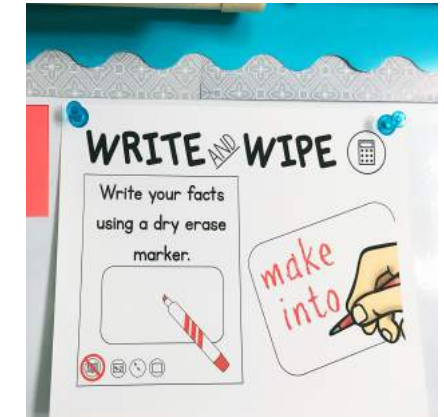 WRITE AND WIPE
Write your facts
using a dry erase
marker.
make
into